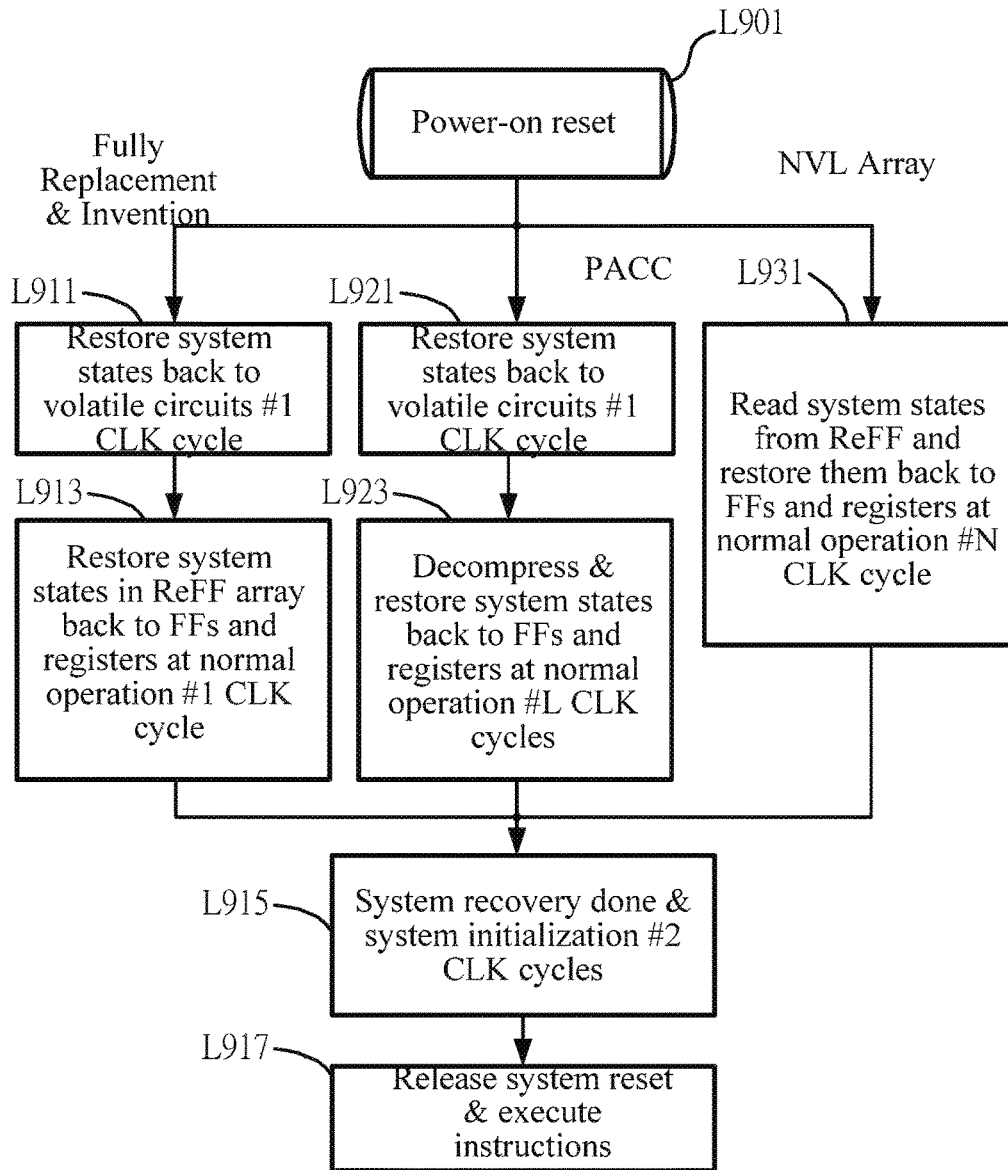 L901
Power-on reset
Fully
Replacement
& Invention
NVL Array
PACC
L911
Restore system
states back to
volatile circuits #1
CLK cycle
L921
Restore system
states back to
volatile circuits #1
CLK cycle
L931
Read system states
from ReFF and
restore them back to
FFs and registers at
normal operation #N
CLK cycle
L913
Restore system
states in ReFF array
back to FFs and
registers at normal
operation #1 CLK
cycle
L923
Decompress &
restore system states
back to FFs and
registers at normal
operation #L CLK
cycles
L915
System recovery done &
system initialization #2
CLK cycles
L917
Release system reset
& execute
instructions